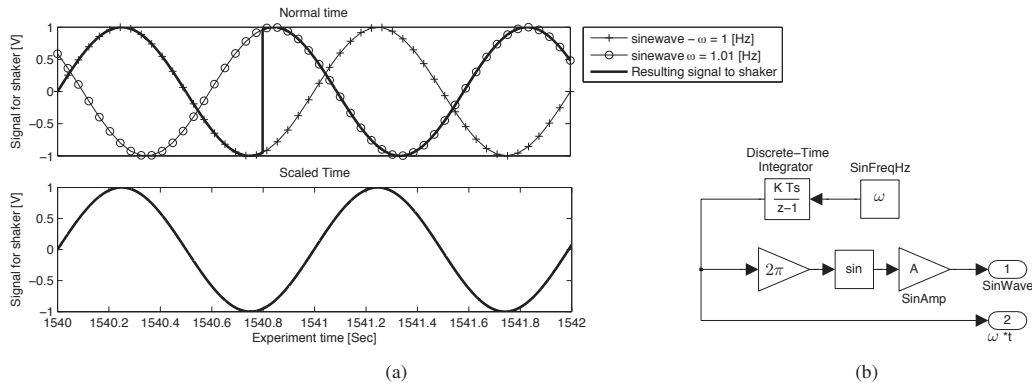 Normal time
Signal for shaker [V]
1
0.5
0
−0.5
−1
sinewave − ω = 1 [Hz]
sinewave ω = 1.01 [Hz]
Resulting signal to shaker
Scaled Time
Signal for shaker [V]
1
0.5
0
−0.5
−1
1540 1540.2 1540.4 1540.6 1540.8 1541 1541.2 1541.4 1541.6 1541.8 1542
Experiment time [Sec]
(a)
Discrete−Time
Integrator
SinFreqHz
K Ts
z−1
ω
2π
sin
A
SinAmp
1
SinWave
2
ω *t
(b)